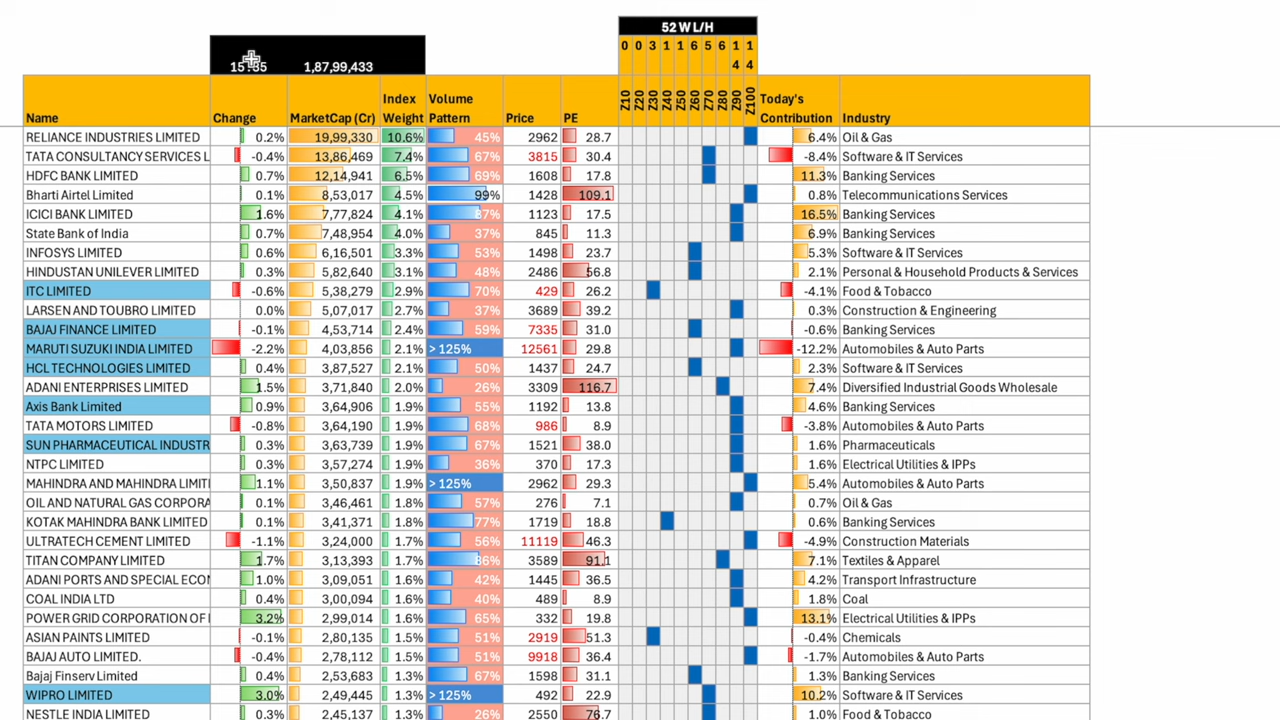 52 W L/H
0 0 3 1 1 6 5 6 1 4 1 4
1,87,99,433
Name Change MarketCap (Cr) Index Weight Volume Pattern Price PE Z10 Z20 Z30 Z40 Z50 Z60 Z70 Z80 Z90 Z100 Today's Contribution Industry
RELIANCE INDUSTRIES LIMITED 0.2% 19,99,330 10.6% 45% 2962 28.7 6.4% Oil & Gas
TATA CONSULTANCY SERVICES L -0.4% 13,86,469 7.4% 67% 3815 30.4 -8.4% Software & IT Services
HDFC BANK LIMITED 0.7% 12,14,941 6.5% 69% 1608 17.8 11.3% Banking Services
Bharti Airtel Limited 0.1% 8,53,017 4.5% 99% 1428 109.1 0.8% Telecommunications Services
ICICI BANK LIMITED 1.6% 7,77,824 4.1% 87% 1123 17.5 16.5% Banking Services
State Bank of India 0.7% 7,48,954 4.0% 37% 845 11.3 6.9% Banking Services
INFOSYS LIMITED 0.6% 6,16,501 3.3% 53% 1498 23.7 5.3% Software & IT Services
HINDUSTAN UNILEVER LIMITED 0.3% 5,82,640 3.1% 48% 2486 56.8 2.1% Personal & Household Products & Services
ITC LIMITED -0.6% 5,38,279 2.9% 70% 429 26.2 -4.1% Food & Tobacco
LARSEN AND TOUBRO LIMITED 0.0% 5,07,017 2.7% 37% 3689 39.2 0.3% Construction & Engineering
BAJAJ FINANCE LIMITED -0.1% 4,53,714 2.4% 59% 7335 31.0 -0.6% Banking Services
MARUTI SUZUKI INDIA LIMITED -2.2% 4,03,856 2.1% > 125% 12561 29.8 -12.2% Automobiles & Auto Parts
HCL TECHNOLOGIES LIMITED 0.4% 3,87,527 2.1% 50% 1437 24.7 2.3% Software & IT Services
ADANI ENTERPRISES LIMITED 1.5% 3,71,840 2.0% 26% 3309 116.7 7.4% Diversified Industrial Goods Wholesale
Axis Bank Limited 0.9% 3,64,906 1.9% 55% 1192 13.8 4.6% Banking Services
TATA MOTORS LIMITED -0.8% 3,64,190 1.9% 68% 986 8.9 -3.8% Automobiles & Auto Parts
SUN PHARMACEUTICAL INDUSTR 0.3% 3,63,739 1.9% 67% 1521 38.0 1.6% Pharmaceuticals
NTPC LIMITED 0.3% 3,57,274 1.9% 36% 370 17.3 1.6% Electrical Utilities & IPPs
MAHINDRA AND MAHINDRA LIMIT 1.1% 3,50,837 1.9% > 125% 2962 29.3 5.4% Automobiles & Auto Parts
OIL AND NATURAL GAS CORPORA 0.1% 3,46,461 1.8% 57% 276 7.1 0.7% Oil & Gas
KOTAK MAHINDRA BANK LIMITED 0.1% 3,41,371 1.8% 77% 1719 18.8 0.6% Banking Services
ULTRATECH CEMENT LIMITED -1.1% 3,24,000 1.7% 56% 11119 46.3 -4.9% Construction Materials
TITAN COMPANY LIMITED 1.7% 3,13,393 1.7% 86% 3589 91.1 7.1% Textiles & Apparel
ADANI PORTS AND SPECIAL ECON 1.0% 3,09,051 1.6% 42% 1445 36.5 4.2% Transport Infrastructure
COAL INDIA LTD 0.4% 3,00,094 1.6% 40% 489 8.9 1.8% Coal
POWER GRID CORPORATION OF I 3.2% 2,99,014 1.6% 65% 332 19.8 13.1% Electrical Utilities & IPPs
ASIAN PAINTS LIMITED -0.1% 2,80,135 1.5% 51% 2919 51.3 -0.4% Chemicals
BAJAJ AUTO LIMITED. -0.4% 2,78,112 1.5% 51% 9918 36.4 -1.7% Automobiles & Auto Parts
Bajaj Finserv Limited 0.4% 2,53,683 1.3% 67% 1598 31.1 1.3% Banking Services
WIPRO LIMITED 3.0% 2,49,445 1.3% > 125% 492 22.9 10.2% Software & IT Services
NESTLE INDIA LIMITED 0.3% 2,45,137 1.3% 26% 2550 76.7 1.0% Food & Tobacco